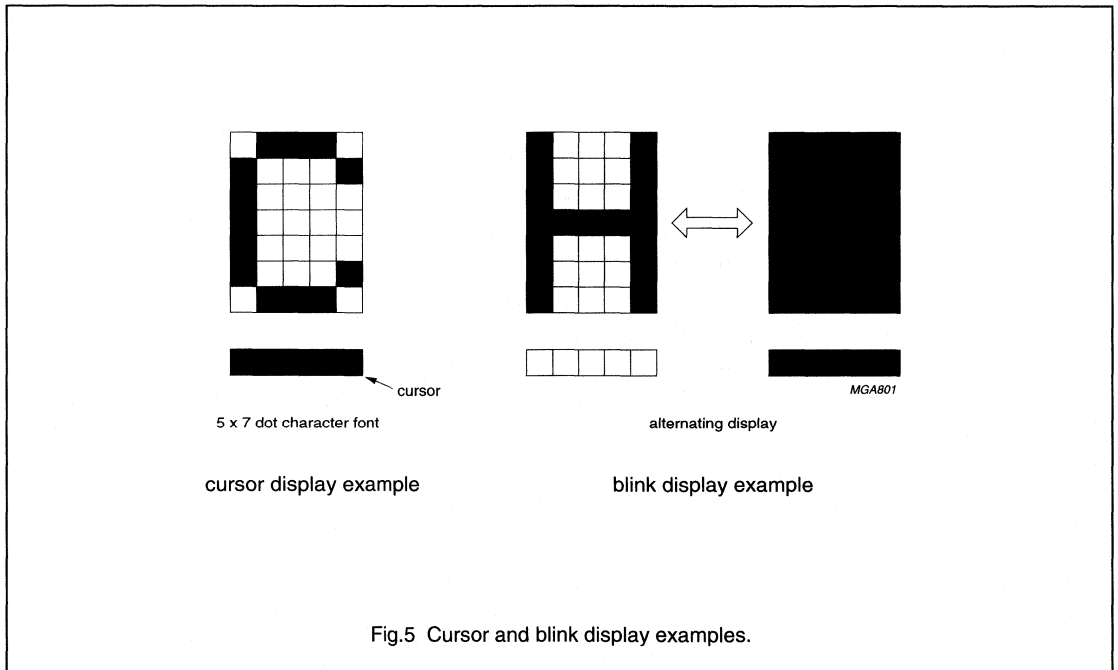 cursor
MGA801
5 x 7 dot character font
alternating display
cursor display example
blink display example
Fig.5 Cursor and blink display examples.